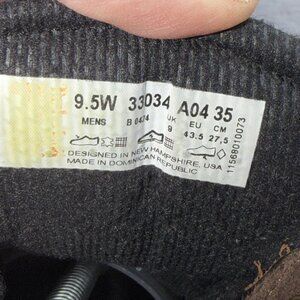 9.5W 33034 A04 35
MENS B 0424 UK EU CM
9 43.5 27,5
DESIGNED IN NEW HAMPSHIRE, USA
MADE IN DOMINICAN REPUBLIC
11568010073